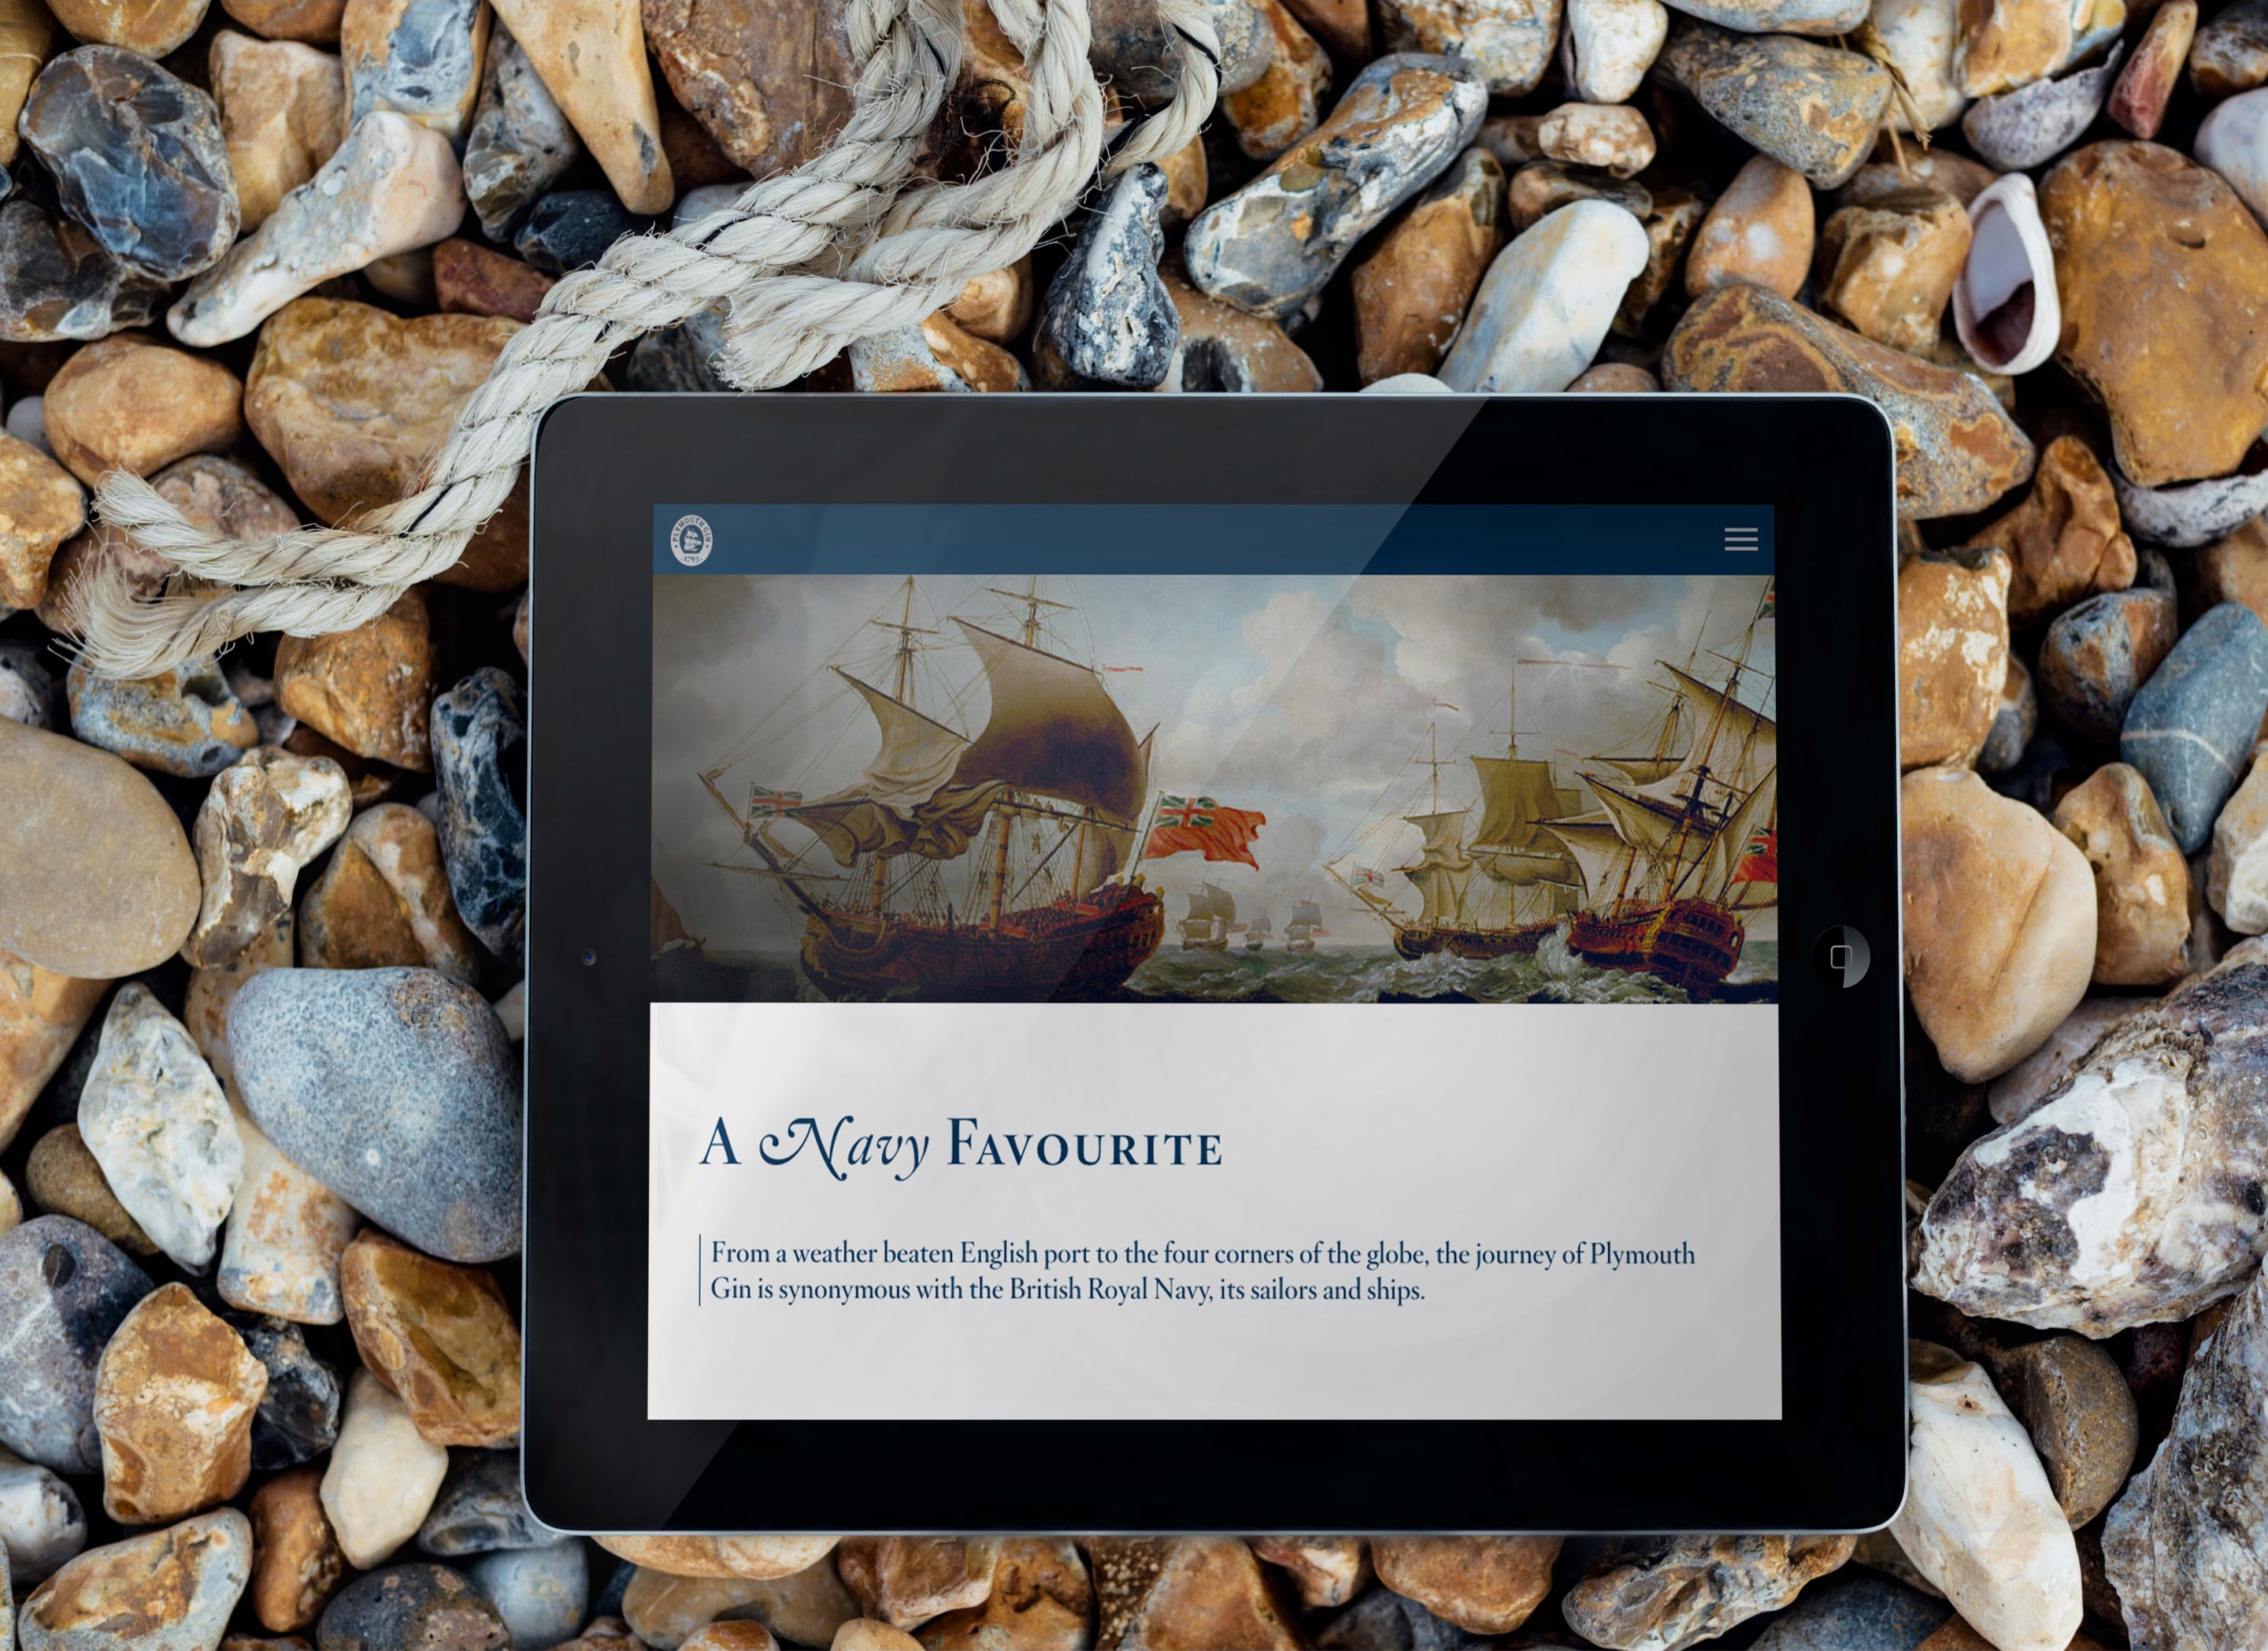 PLYMOUTH GIN
·1793·
A Navy FAVOURITE
From a weather beaten English port to the four corners of the globe, the journey of Plymouth
Gin is synonymous with the British Royal Navy, its sailors and ships.